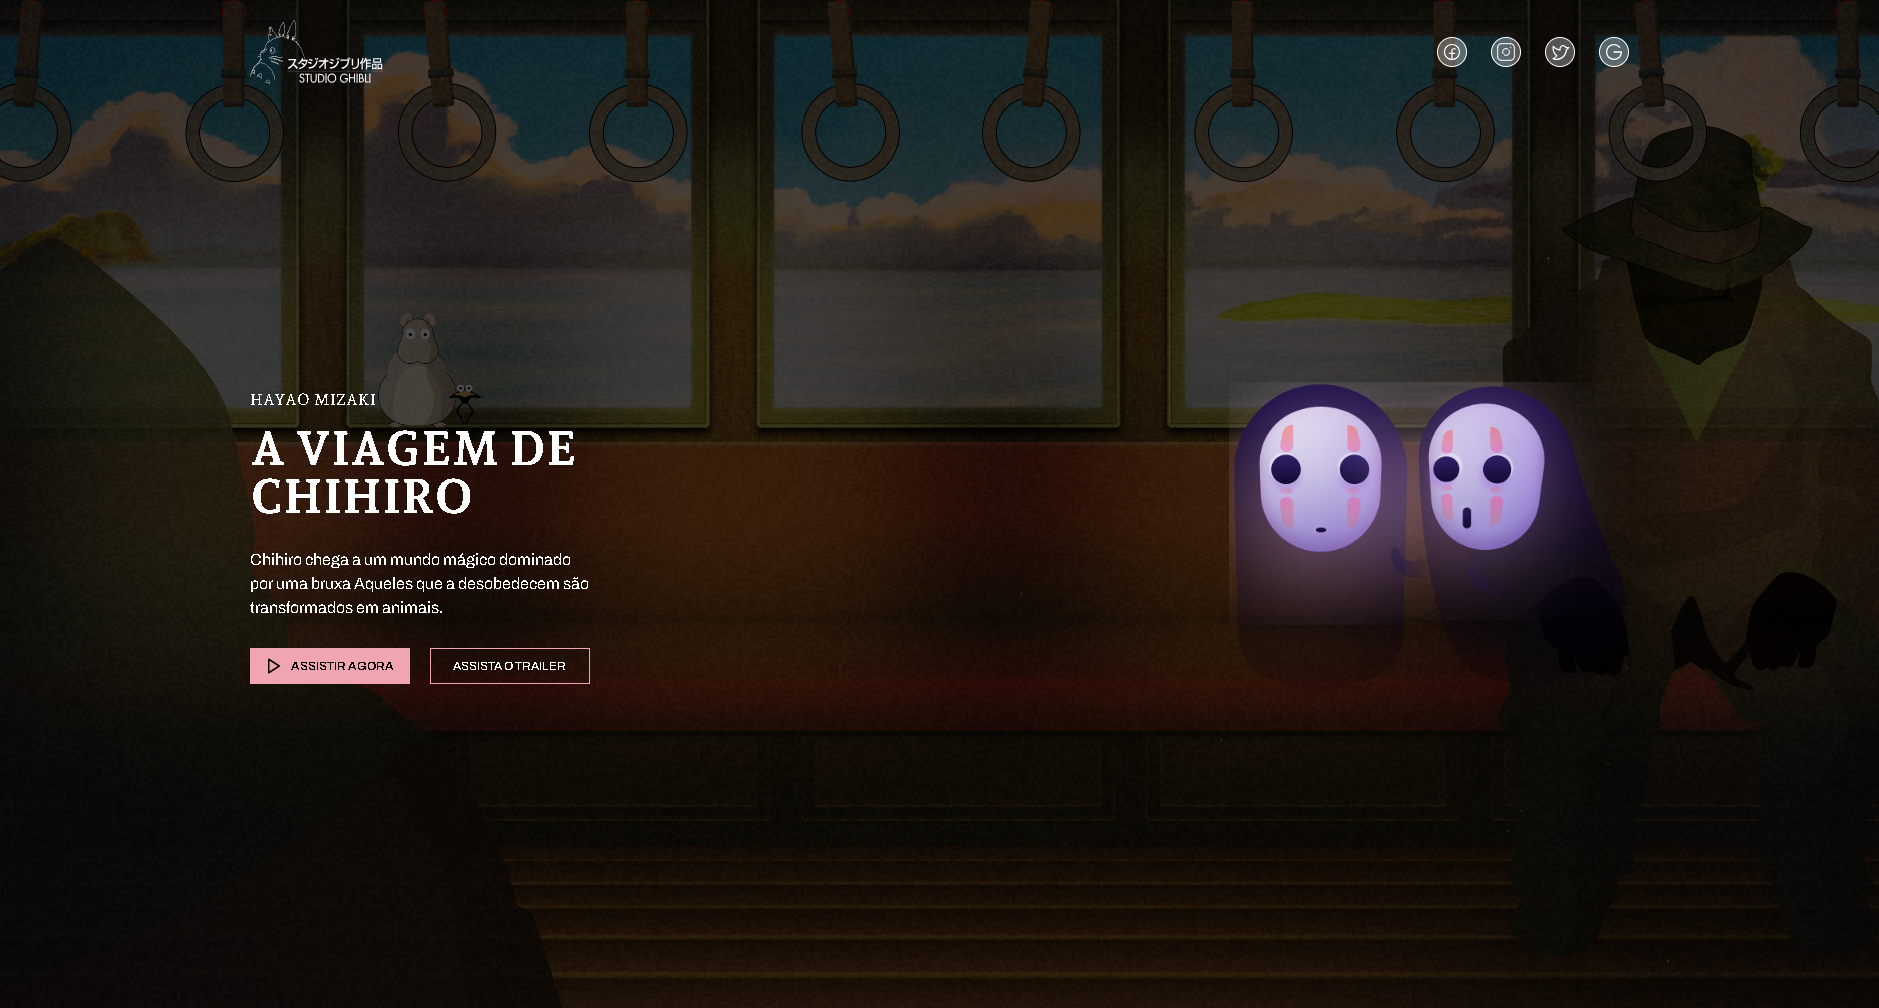 スタジオジブリ作品
STUDIO GHIBLI
HAYAO MIZAKI
A VIAGEM DE
CHIHIRO
Chihiro chega a um mundo mágico dominado
por uma bruxa Aqueles que a desobedecem são
transformados em animais.
ASSISTIR AGORA
ASSISTA O TRAILER